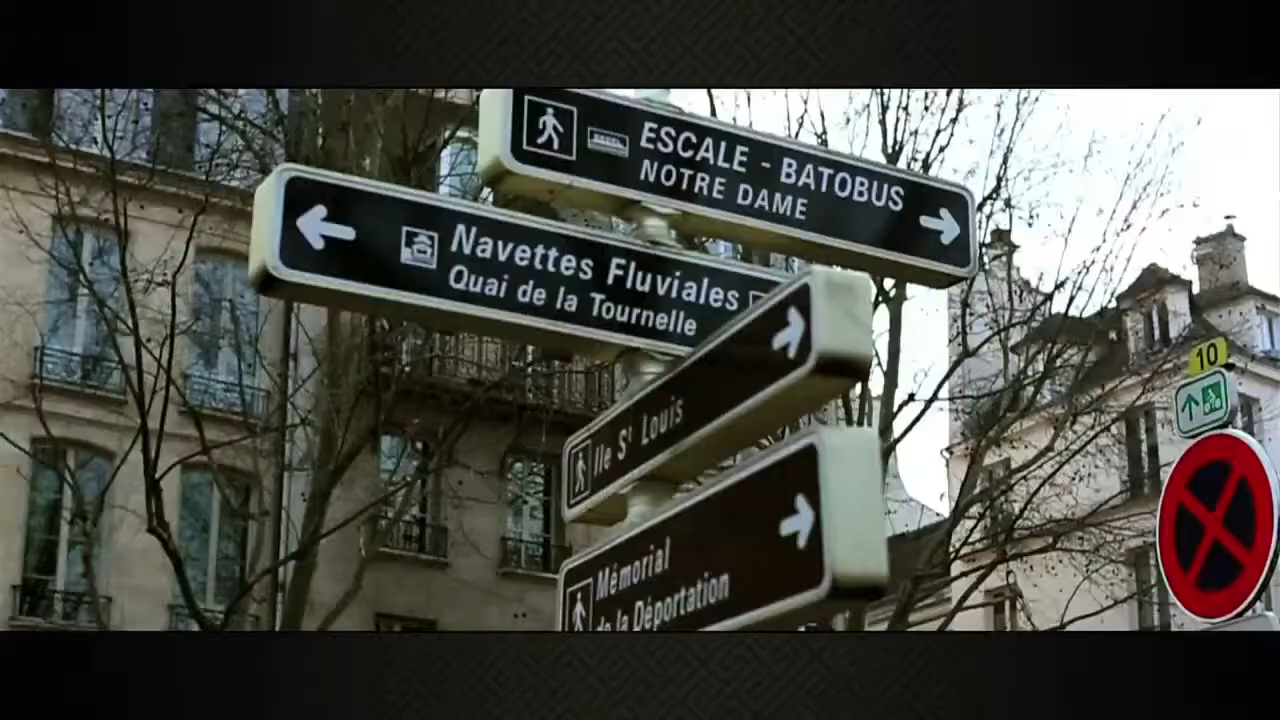 ESCALE - BATOBUS
NOTRE DAME
Navettes Fluviales
Quai de la Tournelle
Ile St Louis
Mémorial
de la Déportation
10